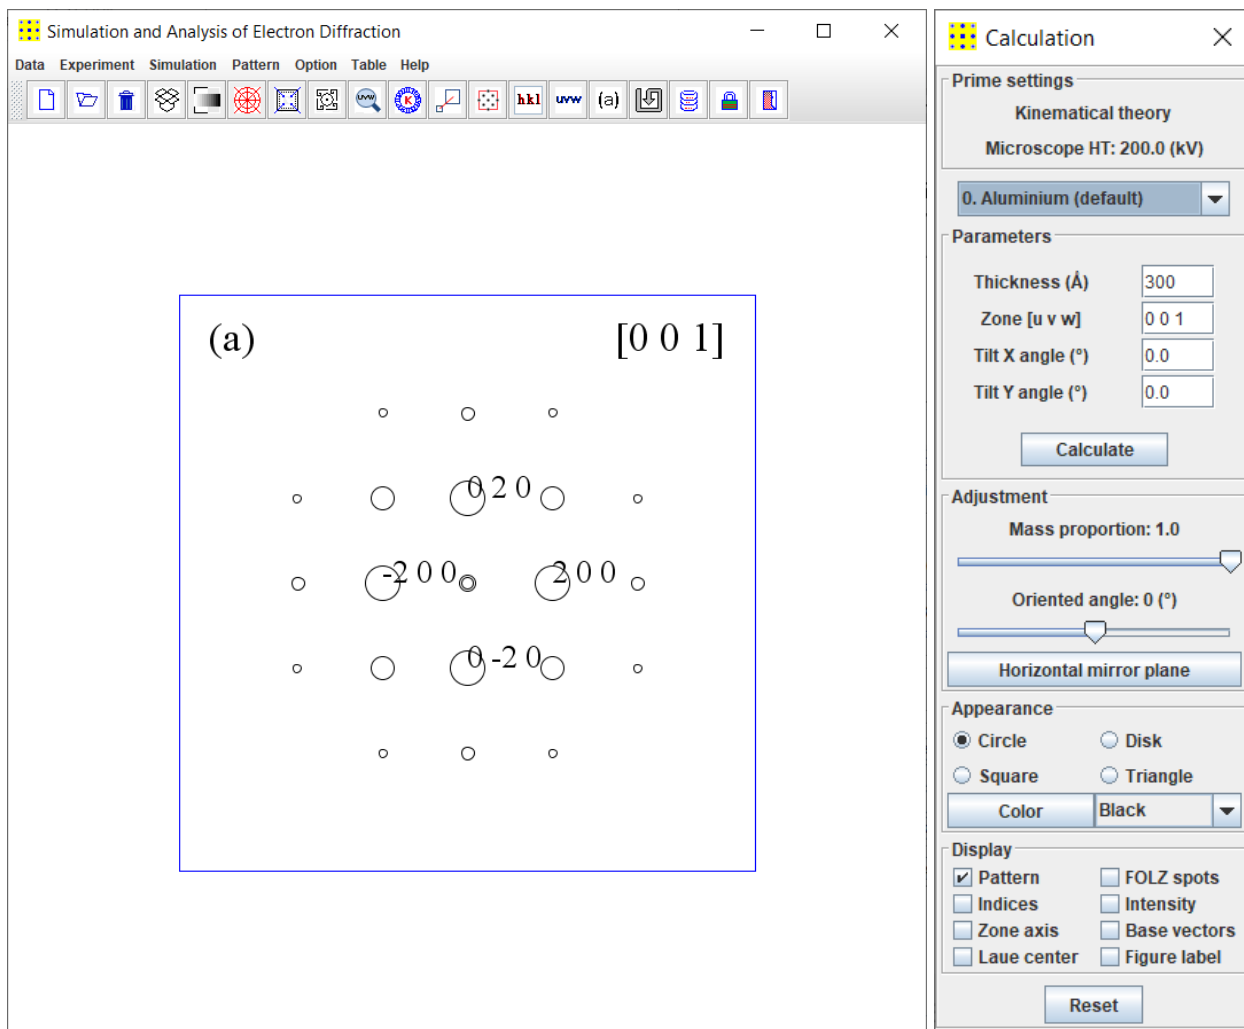 Simulation and Analysis of Electron Diffraction
Data Experiment Simulation Pattern Option Table Help
uvw K hkl uvw (a)
(a) [0 0 1]
0 2 0
-2 0 0 2 0 0
0 -2 0
Calculation
Prime settings
Kinematical theory
Microscope HT: 200.0 (kV)
0. Aluminium (default)
Parameters
Thickness (Å) 300
Zone [u v w] 0 0 1
Tilt X angle (°) 0.0
Tilt Y angle (°) 0.0
Calculate
Adjustment
Mass proportion: 1.0
Oriented angle: 0 (°)
Horizontal mirror plane
Appearance
Circle Disk
Square Triangle
Color Black
Display
Pattern FOLZ spots
Indices Intensity
Zone axis Base vectors
Laue center Figure label
Reset